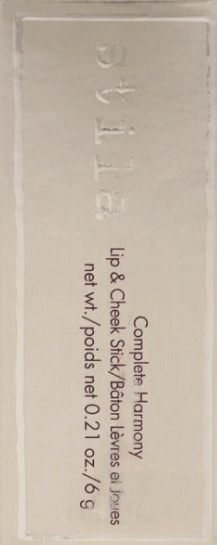 stila
Complete Harmony
Lip & Cheek Stick/Bâton Lèvres et Joues
net wt./poids net 0.21 oz./6 g